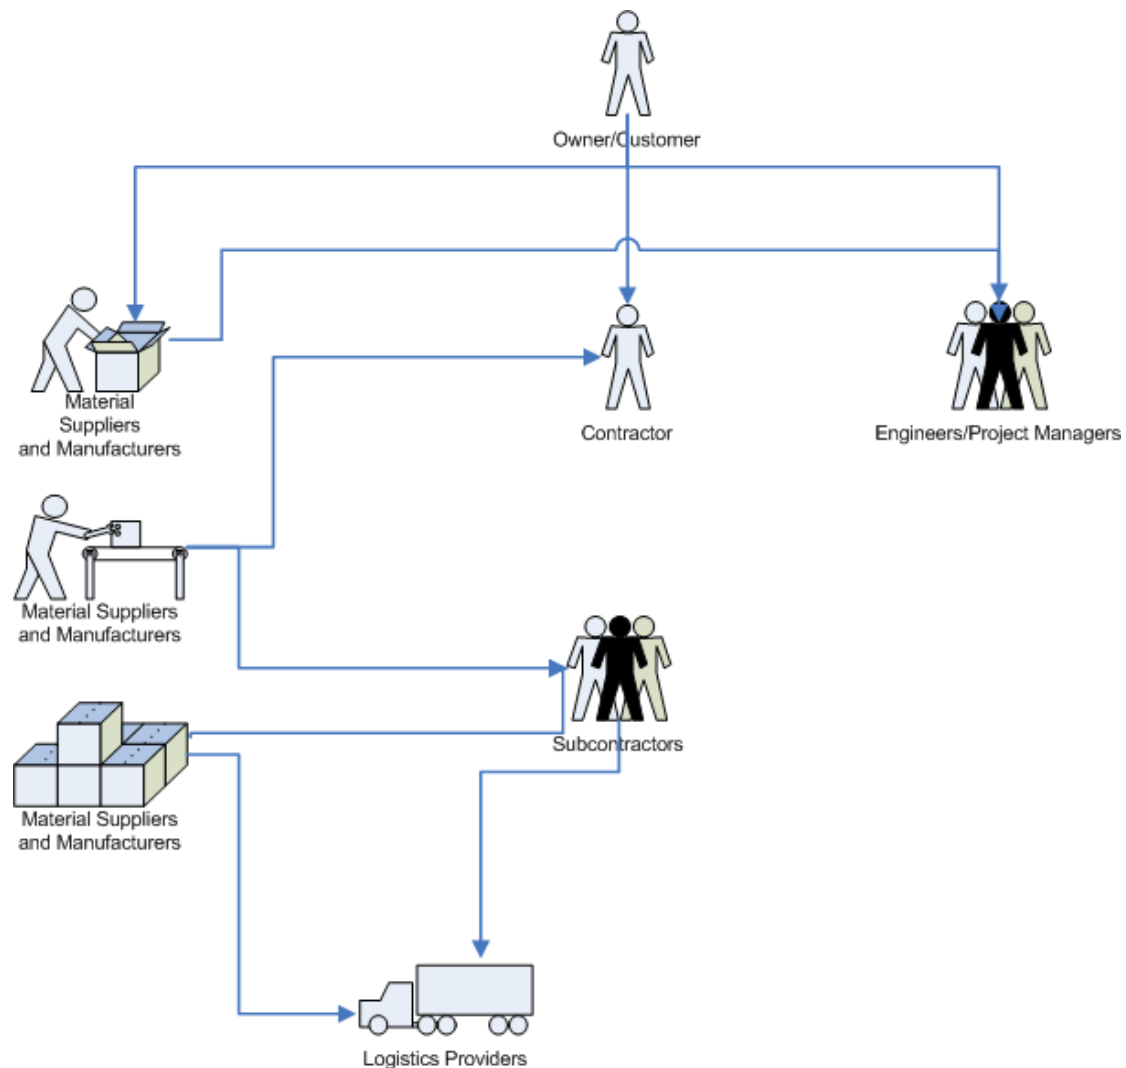 Owner/Customer
Material
Suppliers
and Manufacturers
Contractor
Engineers/Project Managers
Material Suppliers
and Manufacturers
Subcontractors
Material Suppliers
and Manufacturers
Logistics Providers